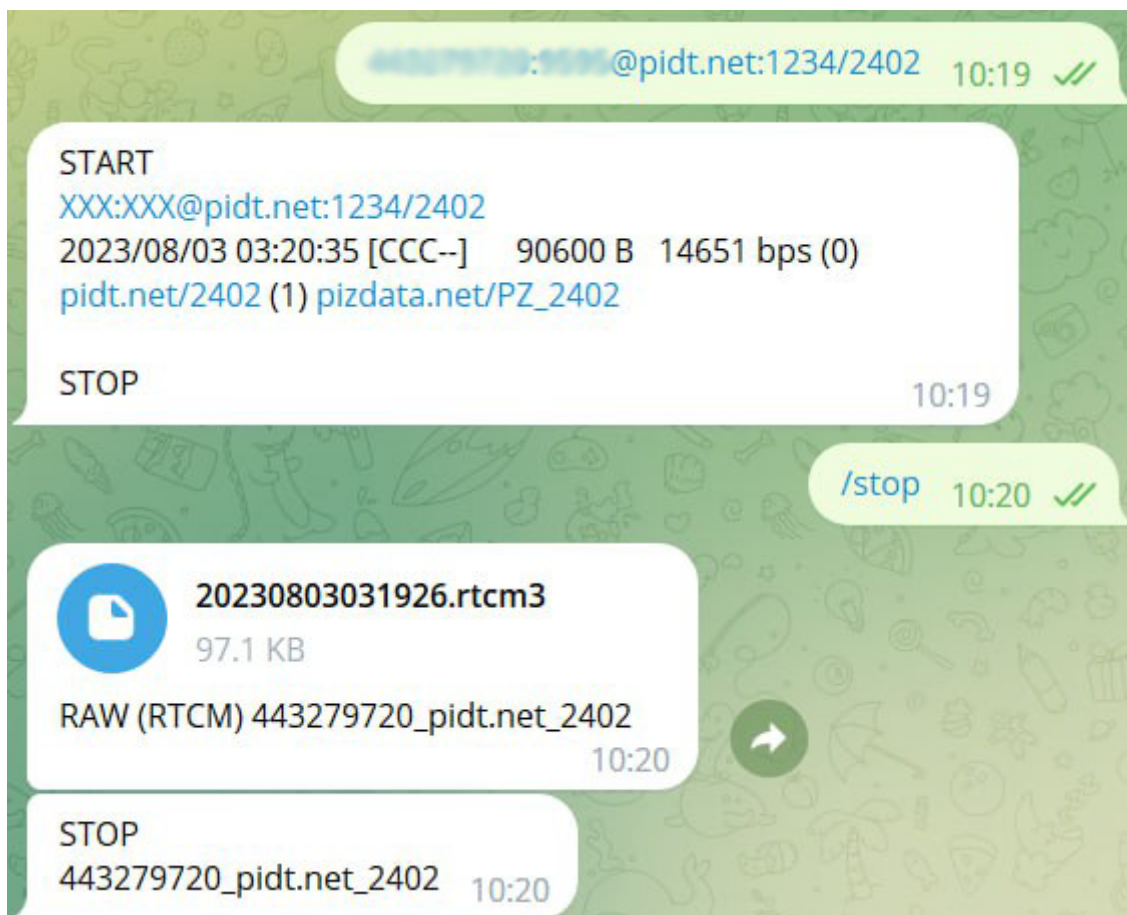 @pidt.net:1234/2402 10:19
START
XXX:XXX@pidt.net:1234/2402
2023/08/03 03:20:35 [CCC--] 90600 B 14651 bps (0)
pidt.net/2402 (1) pizdata.net/PZ_2402
STOP
10:19
/stop 10:20
20230803031926.rtcm3
97.1 KB
RAW (RTCM) 443279720_pidt.net_2402
10:20
STOP
443279720_pidt.net_2402 10:20